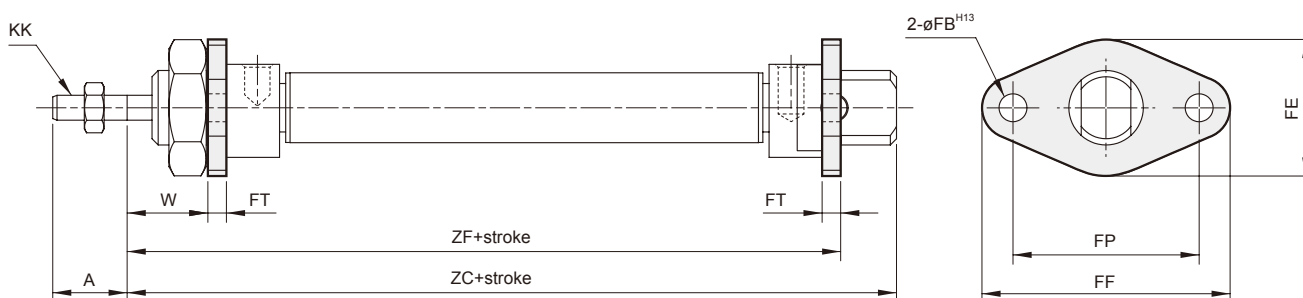 KK
2-øFBH13
FE
W
FT
FT
ZF+stroke
FP
A
ZC+stroke
FF